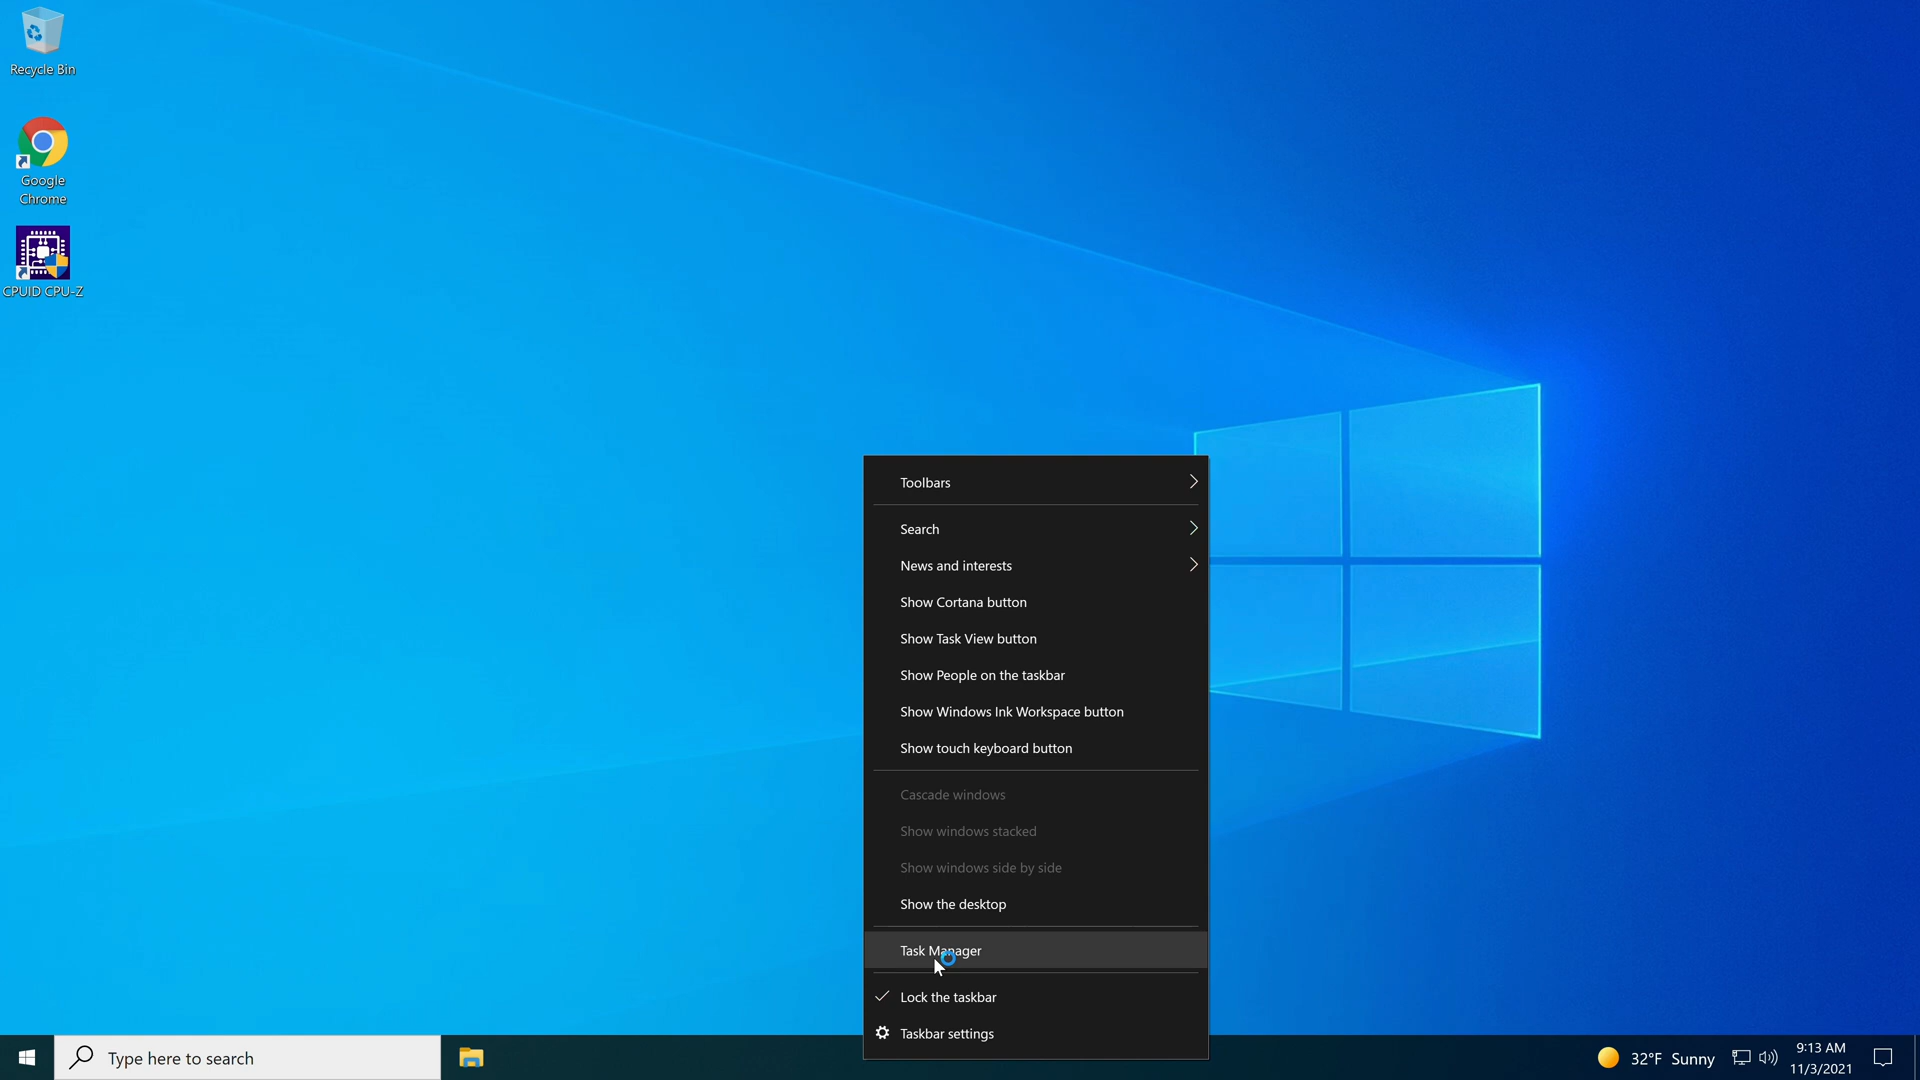 Recycle Bin
Google
Chrome
CPUID CPU-Z
Toolbars
Search
News and interests
Show Cortana button
Show Task View button
Show People on the taskbar
Show Windows Ink Workspace button
Show touch keyboard button
Cascade windows
Show windows stacked
Show windows side by side
Show the desktop
Task Manager
Lock the taskbar
Taskbar settings
Type here to search
32°F Sunny
9:13 AM
11/3/2021